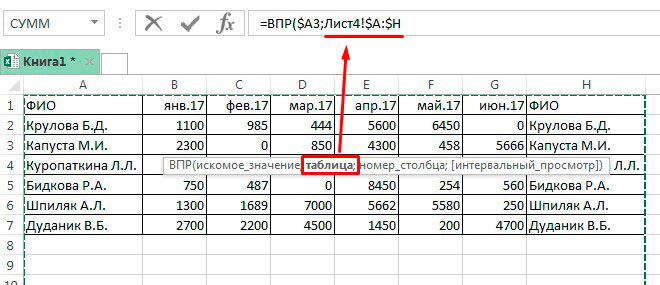 СУММ =ВПР($A3;Лист4!$A:$H
Книга1 *
A B C D E F G H
1 ФИО янв.17 фев.17 мар.17 апр.17 май.17 июн.17 ФИО
2 Крулова Б.Д. 1100 985 444 5600 6450 0 Крулова Б.Д.
3 Капуста М.И. 2300 0 850 4300 458 5666 Капуста М.И.
4 Куропаткина Л.Л. ВПР(искомое_значение; таблица; номер_столбца; [интервальный_просмотр]) Л.Л.
5 Бидкова Р.А. 750 487 0 8450 254 560 Бидкова Р.А.
6 Шпиляк А.Л. 1300 1689 7000 5662 5580 250 Шпиляк А.Л.
7 Дуданик В.Б. 2700 2200 4500 1450 200 4700 Дуданик В.Б.
8
9